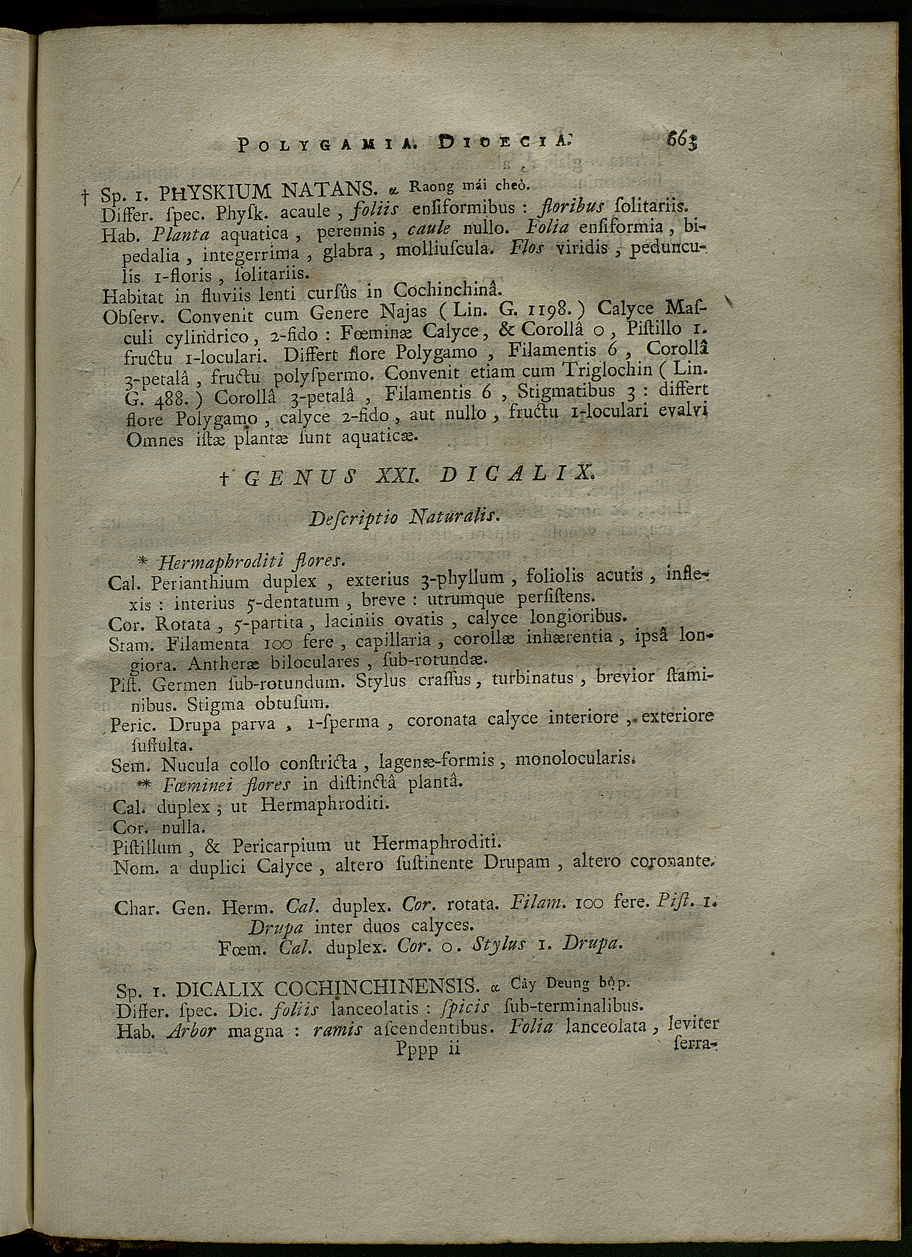 POLYGAMIA. DIOECIA. 663
† Sp. 1. PHYSKIUM NATANS. α Raong mái cheò.
Differ. ſpec. Phyſk. acaule, foliis enſiformibus: floribus ſolitariis.
Hab. Planta aquatica, perennis, caule nullo. Folia enſiformia, bi-
pedalia, integerrima, glabra, molliuſcula. Flos viridis, peduncu-
lis 1-floris, ſolitariis.
Habitat in fluviis lenti curſûs in Cochinchinâ.
Obſerv. Convenit cum Genere Najas (Lin. G. 1198.) Calyce Maſ-
culi cylindrico, 2-fido: Fœminæ Calyce, & Corollâ 0, Piſtillo 1.
fructu 1-loculari. Differt flore Polygamo, Filamentis 6, Corollâ
3-petalâ, fructu polyſpermo. Convenit etiam cum Triglochin (Lin.
G. 488.) Corollâ 3-petalâ, Filamentis 6, Stigmatibus 3: differt
flore Polygamo, calyce 2-fido, aut nullo, fructu 1-loculari evalvi
Omnes iſtæ plantæ ſunt aquaticæ.
† GENUS XXI. DICALIX.
Deſcriptio Naturalis.
* Hermaphroditi flores.
Cal. Perianthium duplex, exterius 3-phyllum, foliolis acutis, infle-
xis: interius 5-dentatum, breve: utrumque perſiſtens.
Cor. Rotata, 5-partita, laciniis ovatis, calyce longioribus.
Stam. Filamenta 100 fere, capillaria, corollæ inhærentia, ipsâ lon-
giora. Antheræ biloculares, ſub-rotundæ.
Piſt. Germen ſub-rotundum. Stylus craſſus, turbinatus, brevior ſtami-
nibus. Stigma obtuſum.
Peric. Drupa parva, 1-ſperma, coronata calyce interiore, exteriore
ſuffulta.
Sem. Nucula collo conſtricta, lagenæ-formis, monolocularis.
** Fœminei flores in diſtinctâ plantâ.
Cal. duplex, ut Hermaphroditi.
Cor. nulla.
Piſtillum, & Pericarpium ut Hermaphroditi.
Nom. a duplici Calyce, altero ſuſtinente Drupam, altero coronante.
Char. Gen. Herm. Cal. duplex. Cor. rotata. Filam. 100 fere. Piſt. 1.
Drupa inter duos calyces.
Fœm. Cal. duplex. Cor. 0. Stylus 1. Drupa.
Sp. 1. DICALIX COCHINCHINENSIS. α Cây Deung bôp.
Differ. ſpec. Dic. foliis lanceolatis: ſpicis ſub-terminalibus.
Hab. Arbor magna: ramis aſcendentibus. Folia lanceolata, leviter
Pppp ii ſerra-